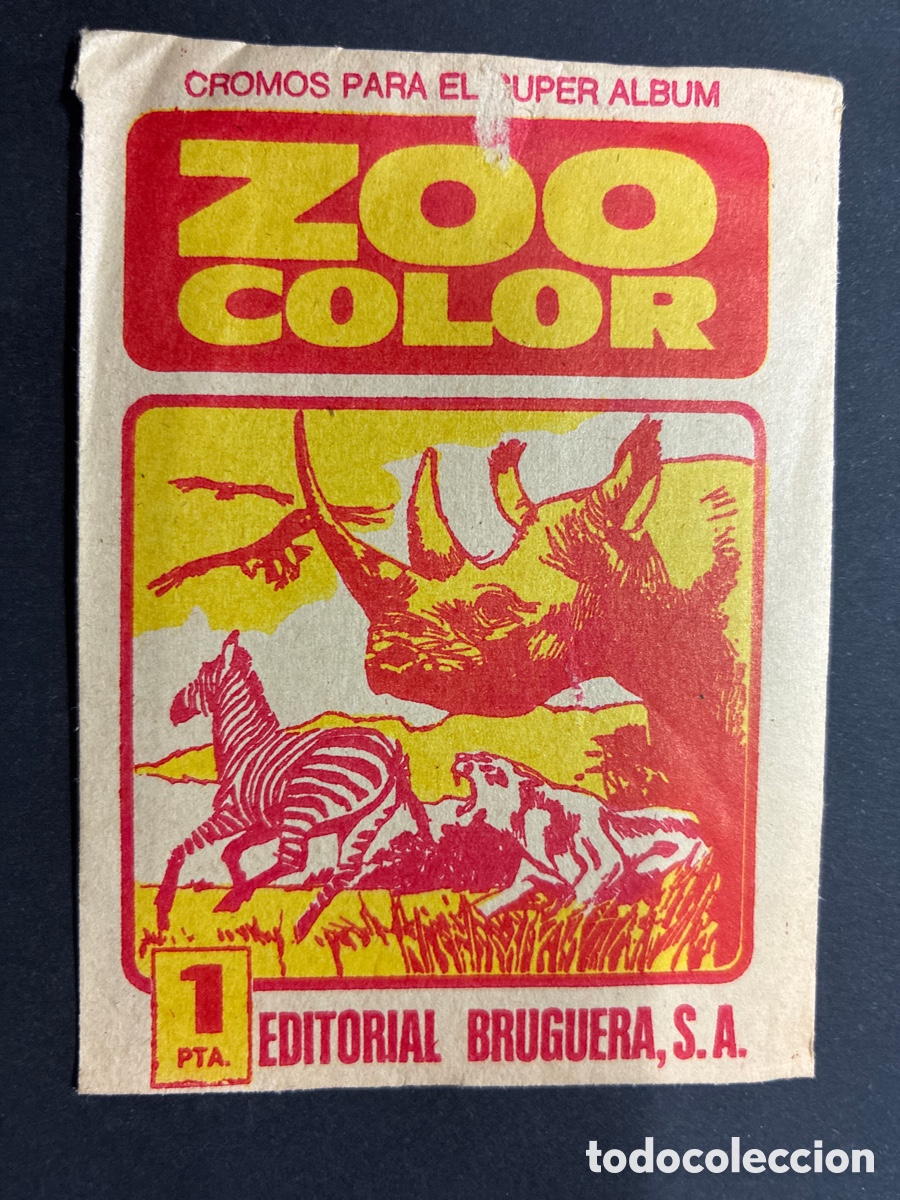 CROMOS PARA EL SUPER ALBUM
ZOO
COLOR
1
PTA.
EDITORIAL BRUGUERA, S.A.
todocoleccion